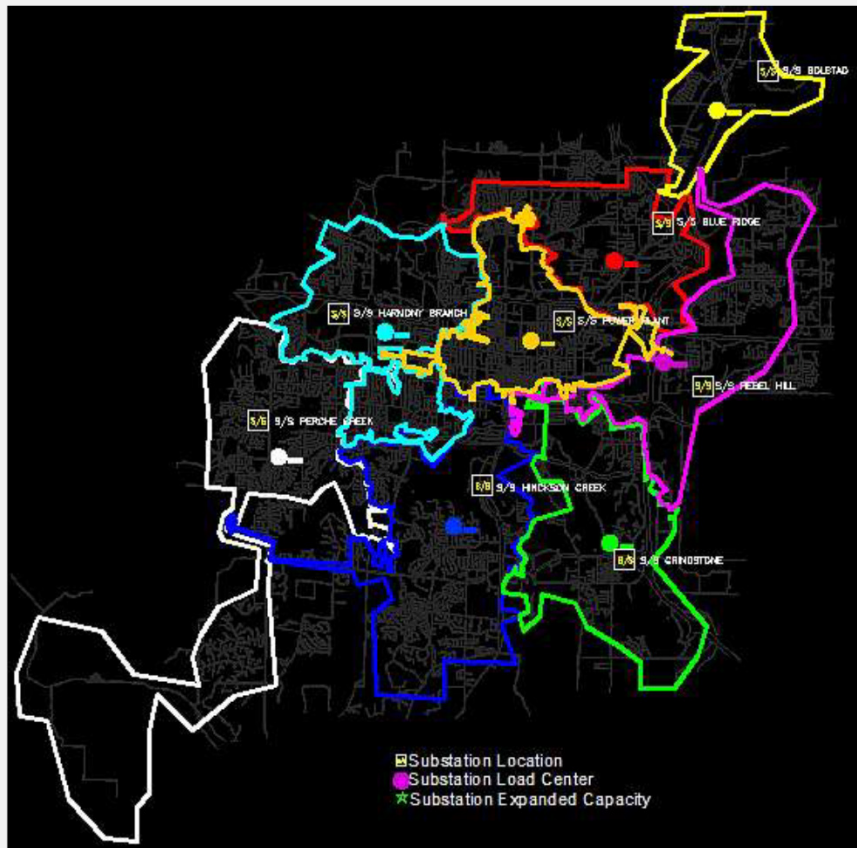 S/S S/S BOLSTAD
S/S S/S BLUE RIDGE
S/S S/S HARMONY BRANCH
S/S S/S POWER PLANT
S/S S/S REBEL HILL
S/S S/S PERCHE CREEK
S/S S/S HINCKSON CREEK
S/S S/S GRINDSTONE
Substation Location
Substation Load Center
Substation Expanded Capacity